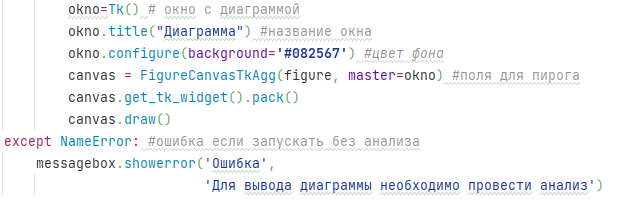 okno=Tk() # окно с диаграммой
okno.title("Диаграмма") #название окна
okno.configure(background='#082567') #цвет фона
canvas = FigureCanvasTkAgg(figure, master=okno) #поля для пирога
canvas.get_tk_widget().pack()
canvas.draw()
except NameError: #ошибка если запускать без анализа
messagebox.showerror('Ошибка',
'Для вывода диаграммы необходимо провести анализ')